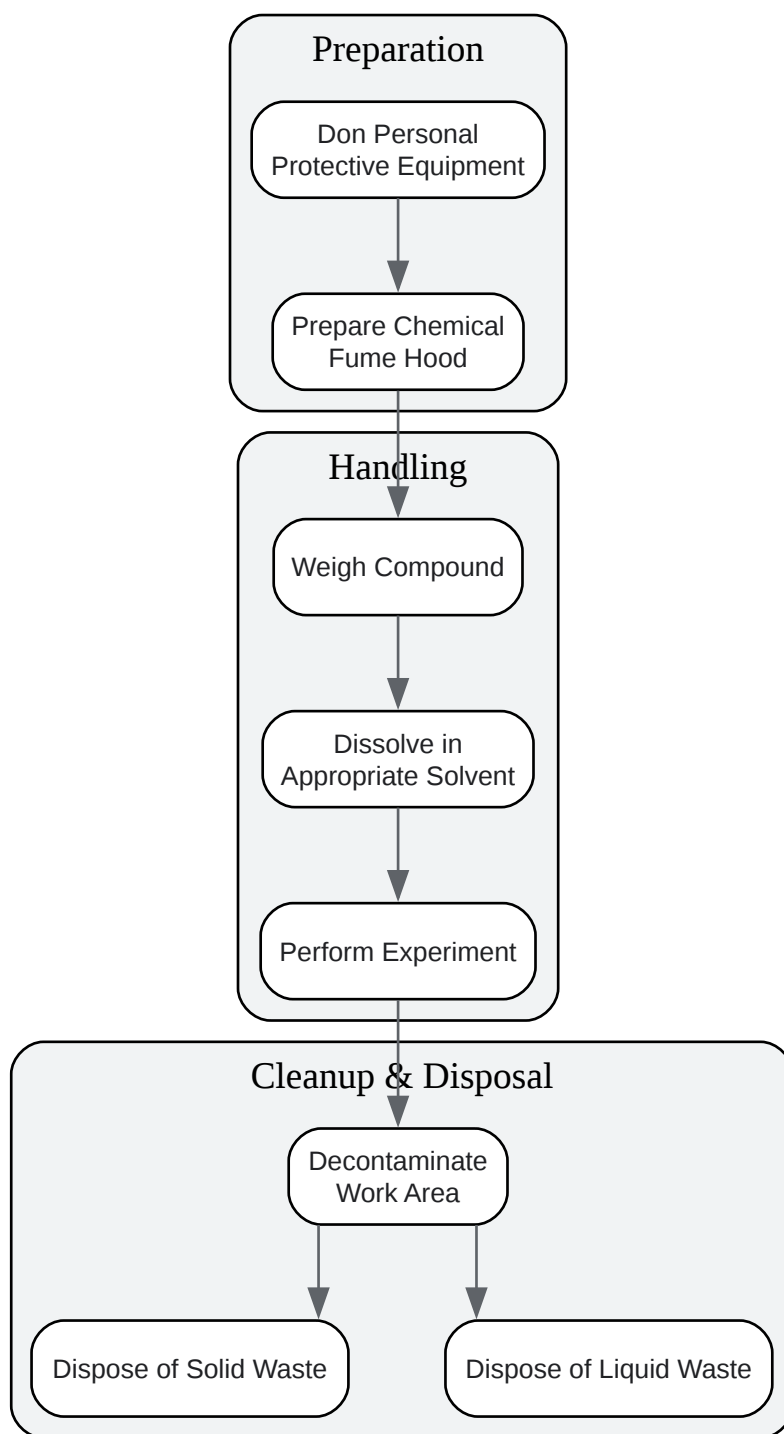 Preparation
Don Personal
Protective Equipment
Prepare Chemical
Fume Hood
Handling
Weigh Compound
Dissolve in
Appropriate Solvent
Perform Experiment
Cleanup & Disposal
Decontaminate
Work Area
Dispose of Solid Waste
Dispose of Liquid Waste